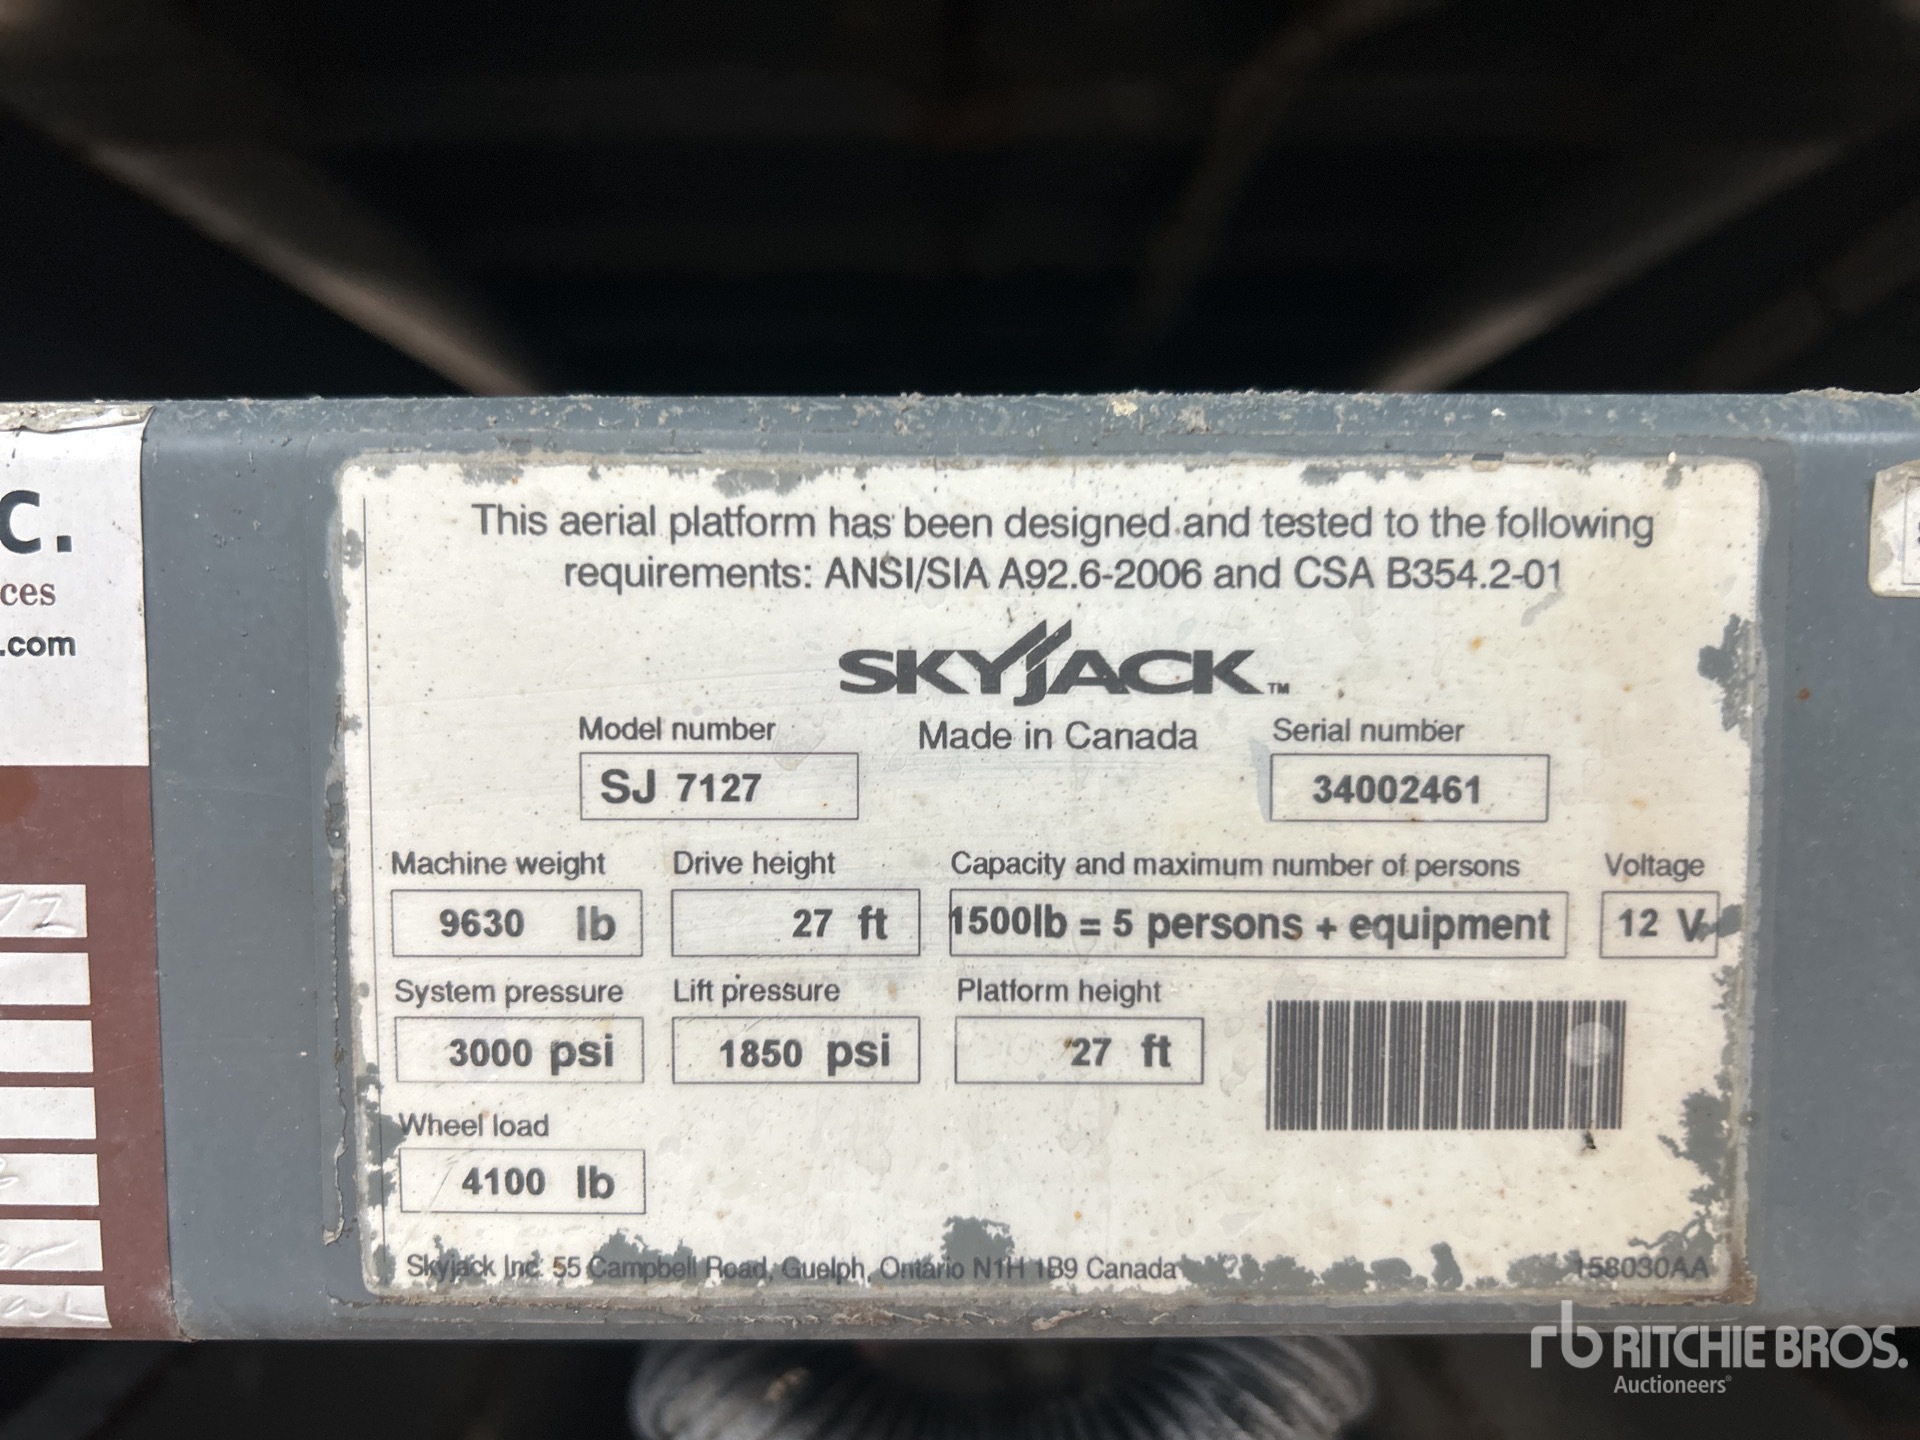 c.
ces
.com
This aerial platform has been designed and tested to the following
requirements: ANSI/SIA A92.6-2006 and CSA B354.2-01
SKYJACK™
Made in Canada
Model number
SJ 7127
Serial number
34002461
Machine weight
9630 lb
Drive height
27 ft
Capacity and maximum number of persons
1500lb = 5 persons + equipment
Voltage
12 V
System pressure
3000 psi
Lift pressure
1850 psi
Platform height
27 ft
Wheel load
4100 lb
Skyjack Inc. 55 Campbell Road, Guelph, Ontario N1H 1B9 Canada
158030AA
rb RITCHIE BROS.
Auctioneers®